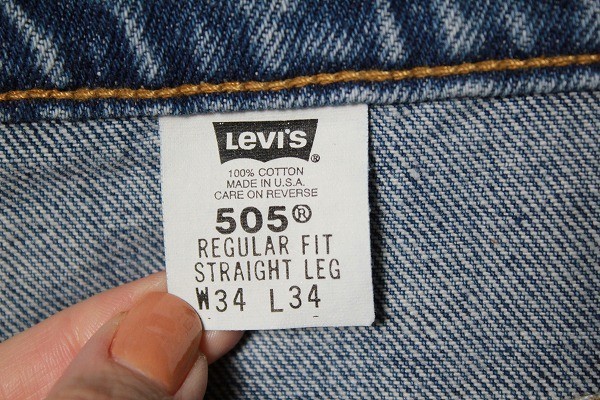 LEVI'S®
100% COTTON
MADE IN U.S.A.
CARE ON REVERSE
505®
REGULAR FIT
STRAIGHT LEG
W34 L34